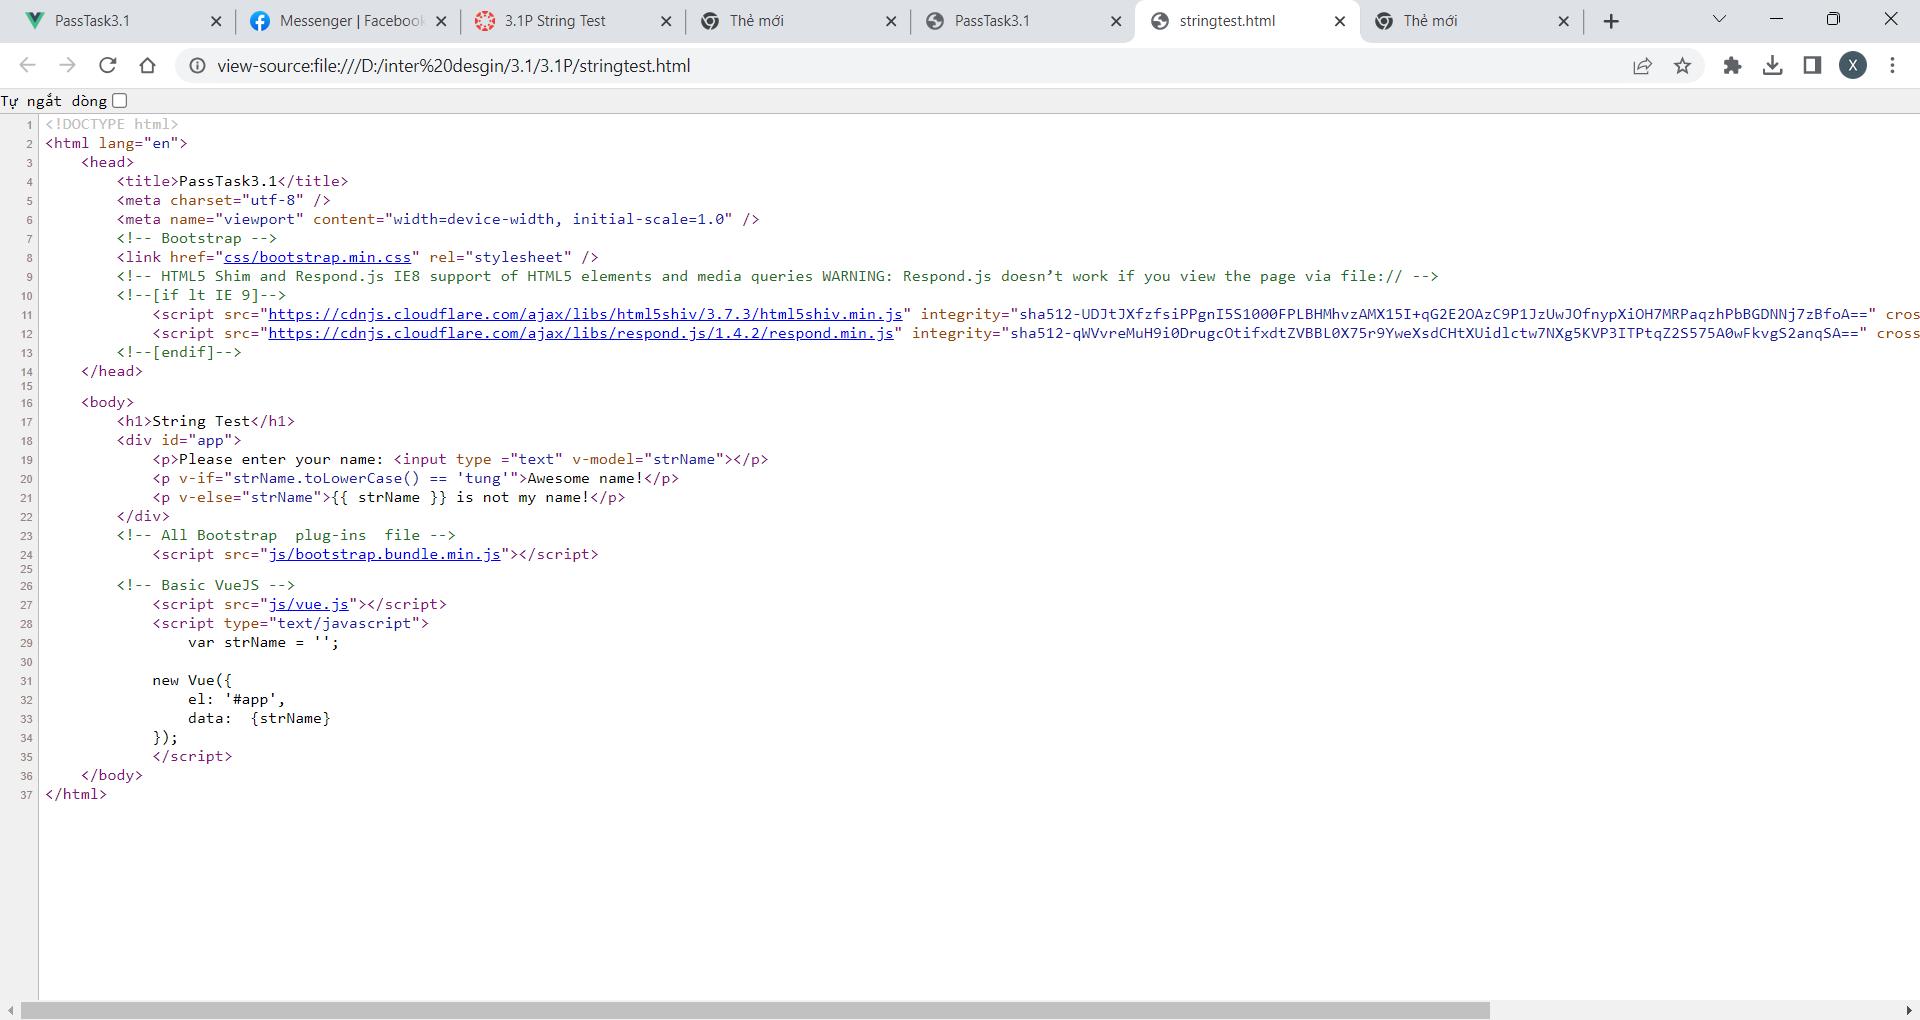 PassTask3.1
Messenger | Facebook
3.1P String Test
Thẻ mới
PassTask3.1
stringtest.html
Thẻ mới
view-source:file:///D:/inter%20desgin/3.1/3.1P/stringtest.html
X
Tự ngắt dòng
1 <!DOCTYPE html>
2 <html lang="en">
3 <head>
4 <title>PassTask3.1</title>
5 <meta charset="utf-8" />
6 <meta name="viewport" content="width=device-width, initial-scale=1.0" />
7 <!-- Bootstrap -->
8 <link href="css/bootstrap.min.css" rel="stylesheet" />
9 <!-- HTML5 Shim and Respond.js IE8 support of HTML5 elements and media queries WARNING: Respond.js doesn’t work if you view the page via file:// -->
10 <!--[if lt IE 9]-->
11 <script src="https://cdnjs.cloudflare.com/ajax/libs/html5shiv/3.7.3/html5shiv.min.js" integrity="sha512-UDJtJXfzfsiPPgnI5S1000FPLBHMhvzAMX15I+qG2E2OAzC9P1JzUwJOfnypXiOH7MRPaqzhPbBGDNNj7zBfoA==" cros
12 <script src="https://cdnjs.cloudflare.com/ajax/libs/respond.js/1.4.2/respond.min.js" integrity="sha512-qWVvreMuH9i0DrugcOtifxdtZVBBL0X75r9YweXsdCHtXUidlctw7NXg5KVP3ITPtqZ2S575A0wFkvgS2anqSA==" cross
13 <!--[endif]-->
14 </head>
15
16 <body>
17 <h1>String Test</h1>
18 <div id="app">
19 <p>Please enter your name: <input type ="text" v-model="strName"></p>
20 <p v-if="strName.toLowerCase() == 'tung'">Awesome name!</p>
21 <p v-else="strName">{{ strName }} is not my name!</p>
22 </div>
23 <!-- All Bootstrap  plug-ins  file -->
24 <script src="js/bootstrap.bundle.min.js"></script>
25
26 <!-- Basic VueJS -->
27 <script src="js/vue.js"></script>
28 <script type="text/javascript">
29 var strName = '';
30
31 new Vue({
32 el: '#app',
33 data:  {strName}
34 });
35 </script>
36 </body>
37 </html>